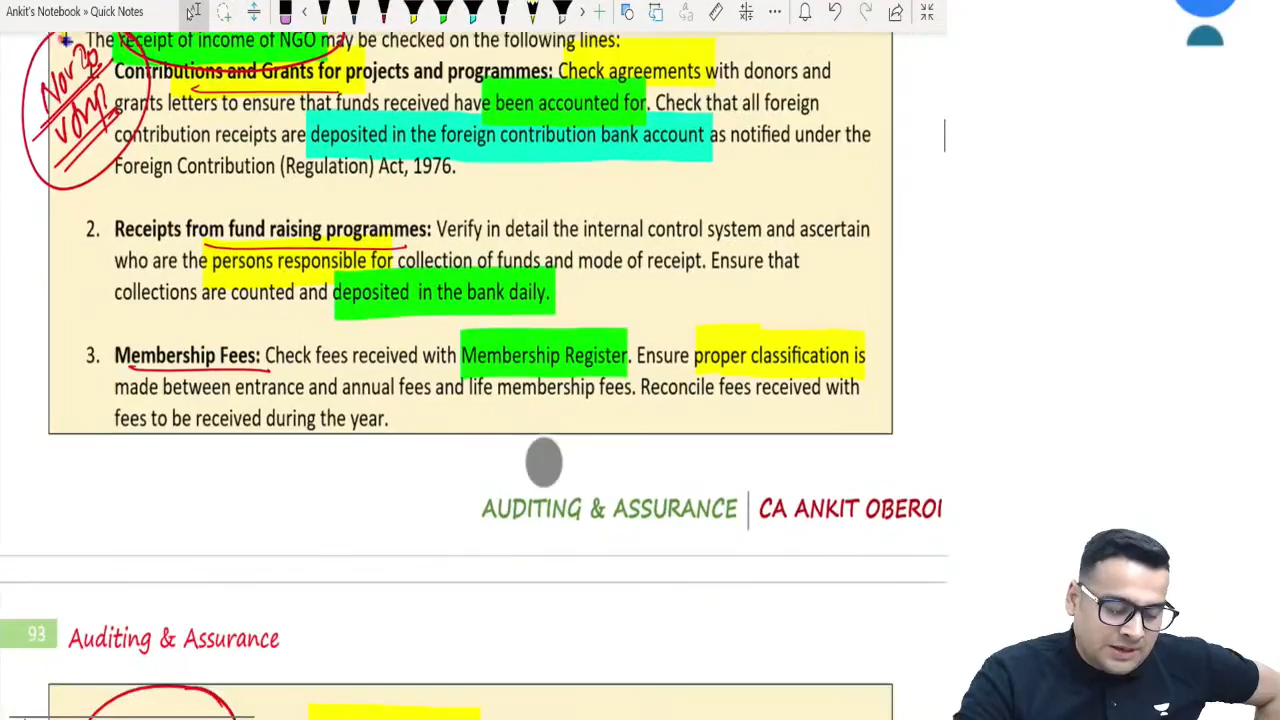 Ankit's Notebook » Quick Notes
The receipt of income of NGO may be checked on the following lines:
Nov 20
1. Contributions and Grants for projects and programmes: Check agreements with donors and
grants letters to ensure that funds received have been accounted for. Check that all foreign
contribution receipts are deposited in the foreign contribution bank account as notified under the
Foreign Contribution (Regulation) Act, 1976.
2. Receipts from fund raising programmes: Verify in detail the internal control system and ascertain
who are the persons responsible for collection of funds and mode of receipt. Ensure that
collections are counted and deposited in the bank daily.
3. Membership Fees: Check fees received with Membership Register. Ensure proper classification is
made between entrance and annual fees and life membership fees. Reconcile fees received with
fees to be received during the year.
AUDITING & ASSURANCE | CA ANKIT OBEROI
93 Auditing & Assurance